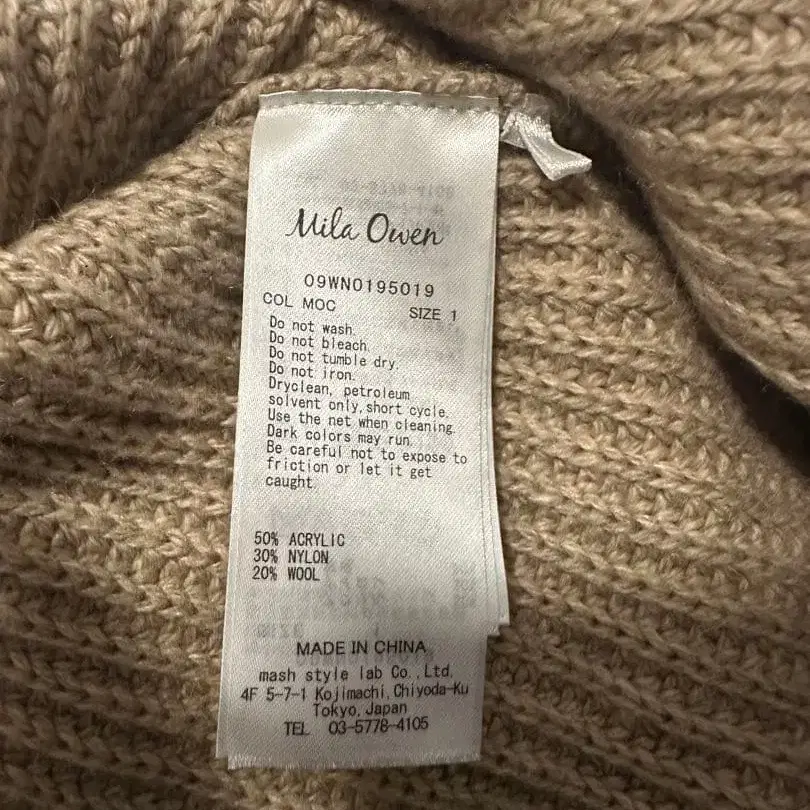 Mila Owen
09WN0195019
COL MOC SIZE 1
Do not wash.
Do not bleach.
Do not tumble dry.
Do not iron.
Dryclean, petroleum
solvent only, short cycle.
Use the net when cleaning.
Dark colors may run.
Be careful not to expose to
friction or let it get
caught.
50% ACRYLIC
30% NYLON
20% WOOL
MADE IN CHINA
mash style lab Co.,Ltd.
4F 5-7-1 Kojimachi,Chiyoda-Ku
Tokyo,Japan
TEL 03-5778-4105